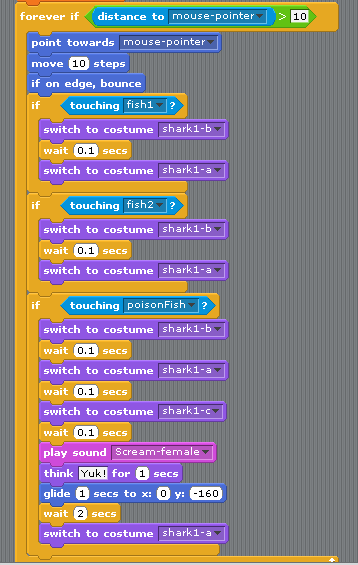 forever if distance to mouse-pointer > 10
point towards mouse-pointer
move 10 steps
if on edge, bounce
if touching fish1 ?
switch to costume shark1-b
wait 0.1 secs
switch to costume shark1-a
if touching fish2 ?
switch to costume shark1-b
wait 0.1 secs
switch to costume shark1-a
if touching poisonFish ?
switch to costume shark1-b
wait 0.1 secs
switch to costume shark1-a
wait 0.1 secs
switch to costume shark1-c
wait 0.1 secs
play sound Scream-female
think Yuk! for 1 secs
glide 1 secs to x: 0 y: -160
wait 2 secs
switch to costume shark1-a